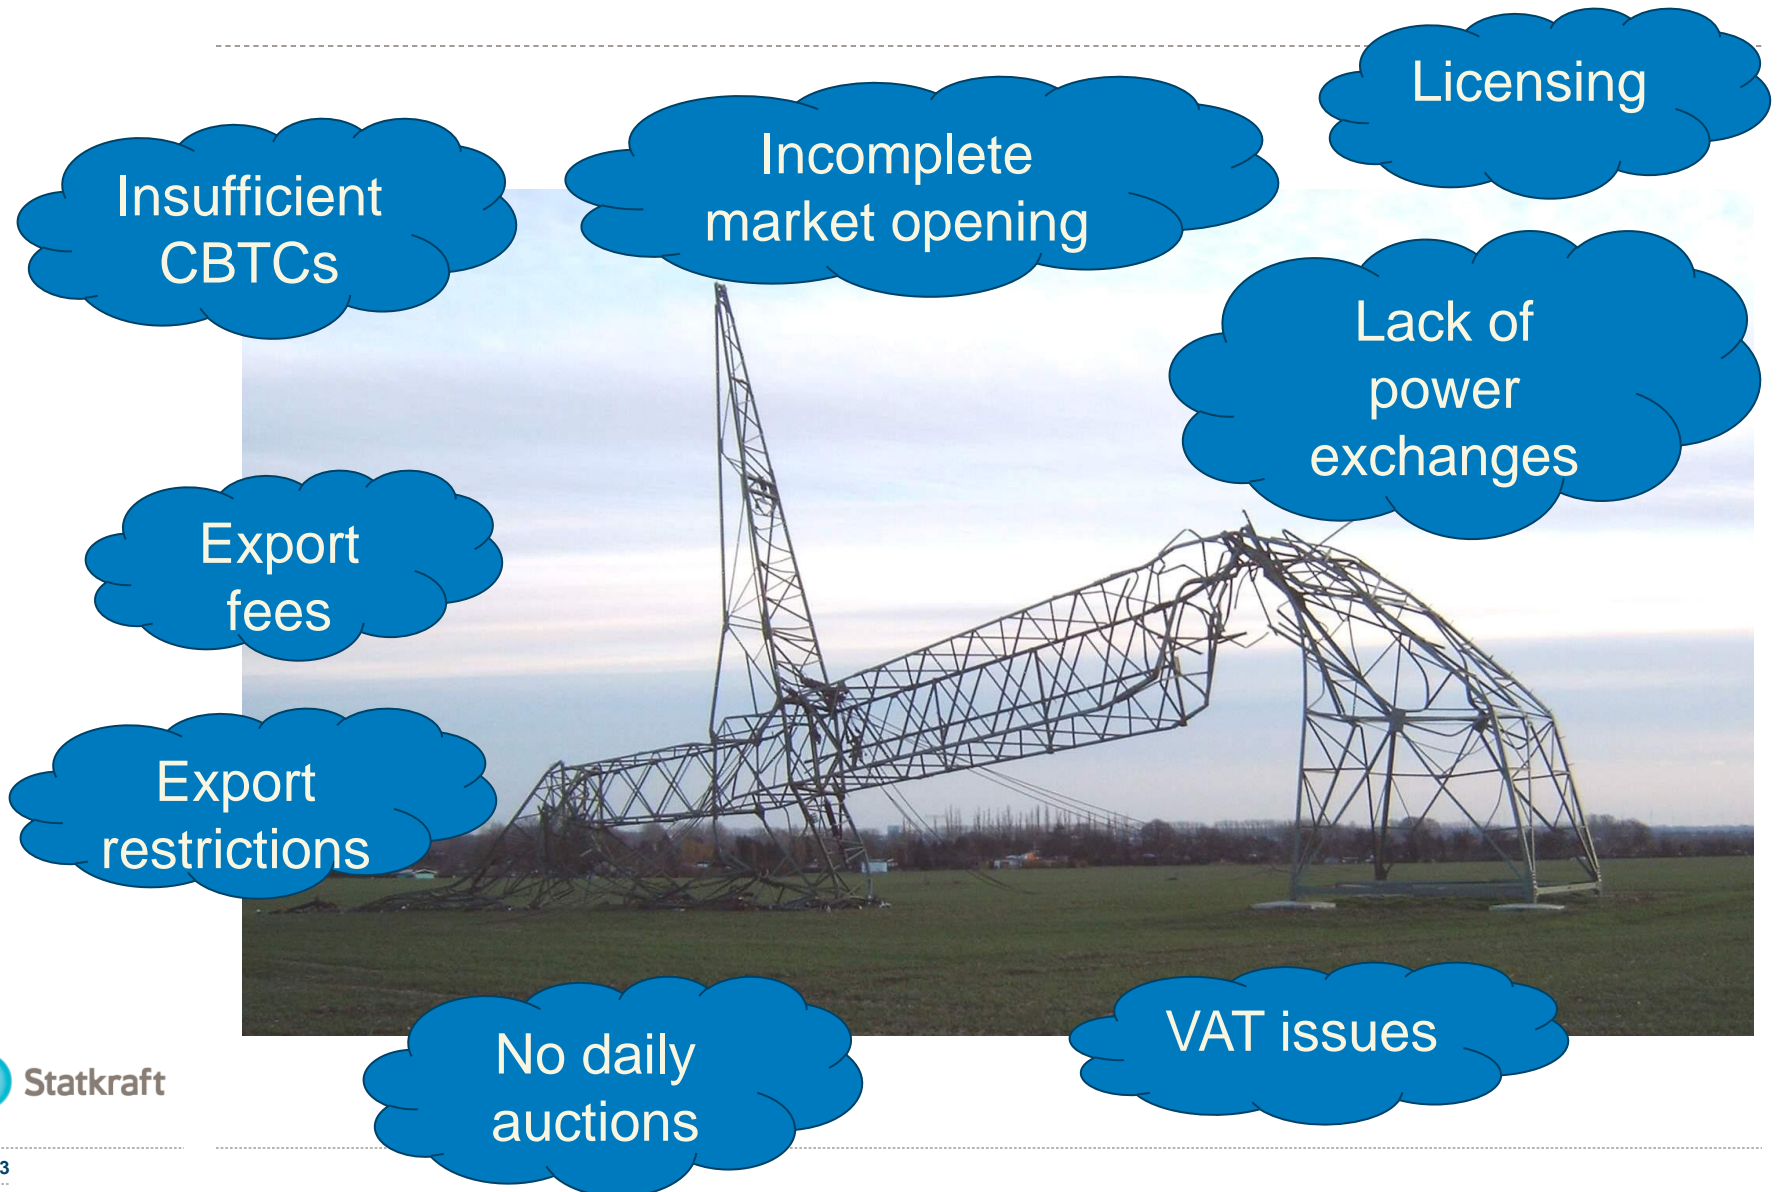 Licensing
Incomplete
market opening
Insufficient
CBTCs
Lack of
power
exchanges
Export
fees
Export
restrictions
No daily
auctions
VAT issues
Statkraft
3